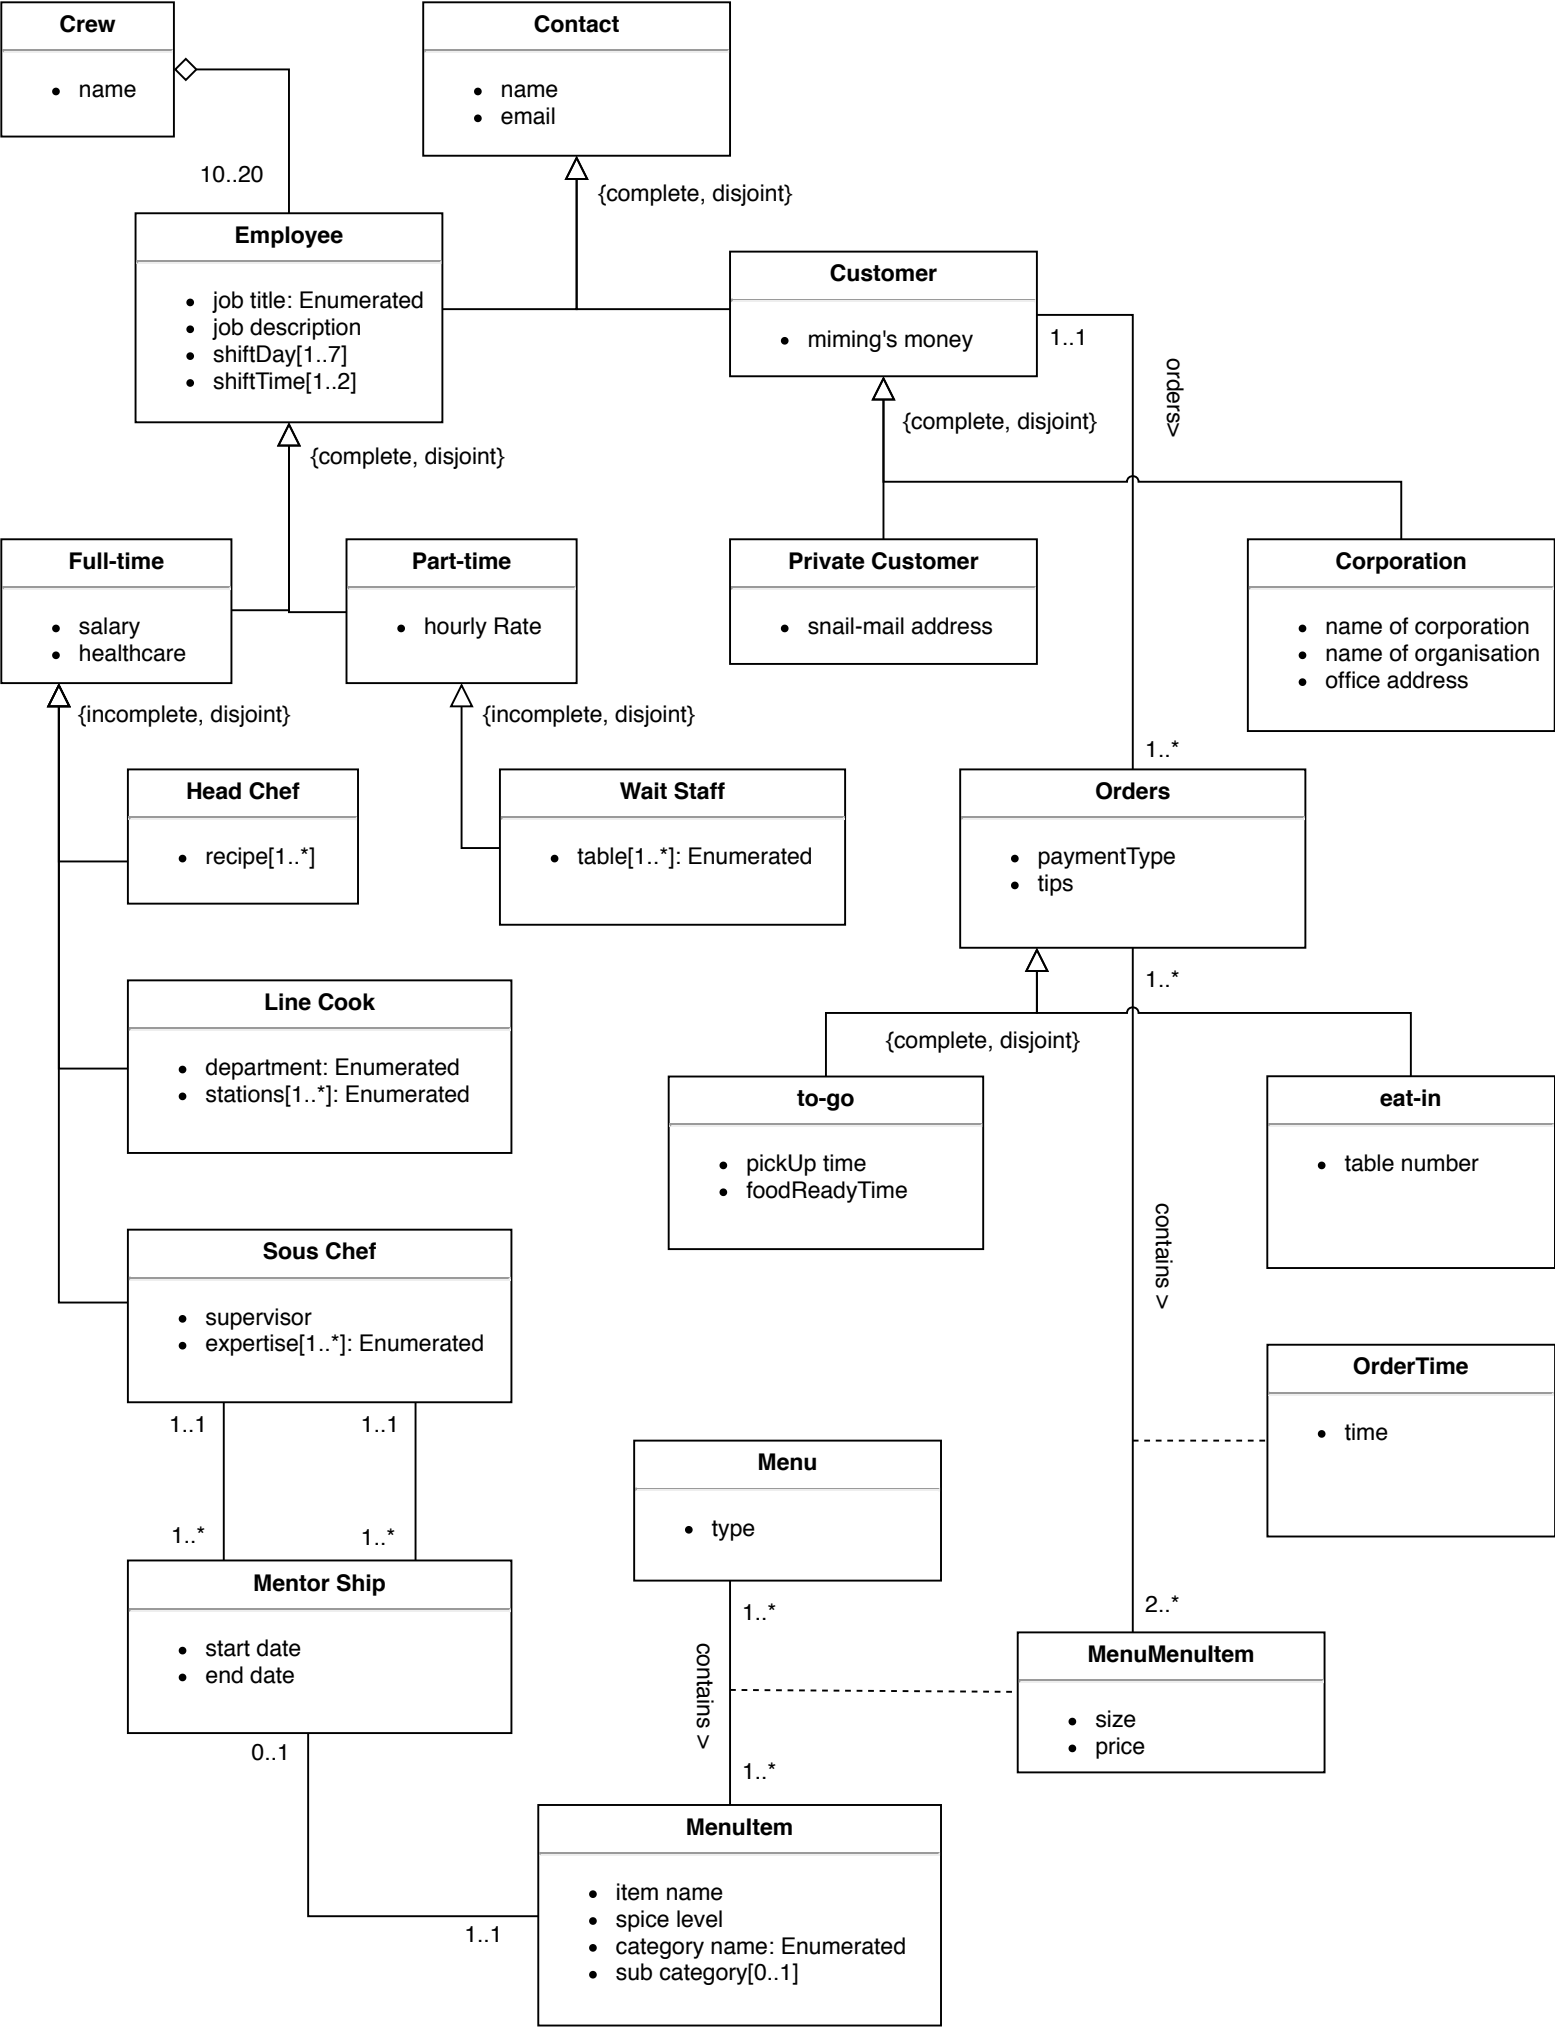 Crew
• name
Contact
• name
• email
10..20
{complete, disjoint}
Employee
• job title: Enumerated
• job description
• shiftDay[1..7]
• shiftTime[1..2]
Customer
• miming's money
1..1
orders>
{complete, disjoint}
{complete, disjoint}
Full-time
• salary
• healthcare
Part-time
• hourly Rate
Private Customer
• snail-mail address
Corporation
• name of corporation
• name of organisation
• office address
{incomplete, disjoint}
{incomplete, disjoint}
1..*
Head Chef
• recipe[1..*]
Wait Staff
• table[1..*]: Enumerated
Orders
• paymentType
• tips
1..*
{complete, disjoint}
Line Cook
• department: Enumerated
• stations[1..*]: Enumerated
to-go
• pickUp time
• foodReadyTime
eat-in
• table number
contains >
Sous Chef
• supervisor
• expertise[1..*]: Enumerated
OrderTime
• time
1..1
1..1
1..*
1..*
Menu
• type
Mentor Ship
• start date
• end date
1..*
contains >
1..*
2..*
MenuMenuItem
• size
• price
0..1
1..1
MenuItem
• item name
• spice level
• category name: Enumerated
• sub category[0..1]